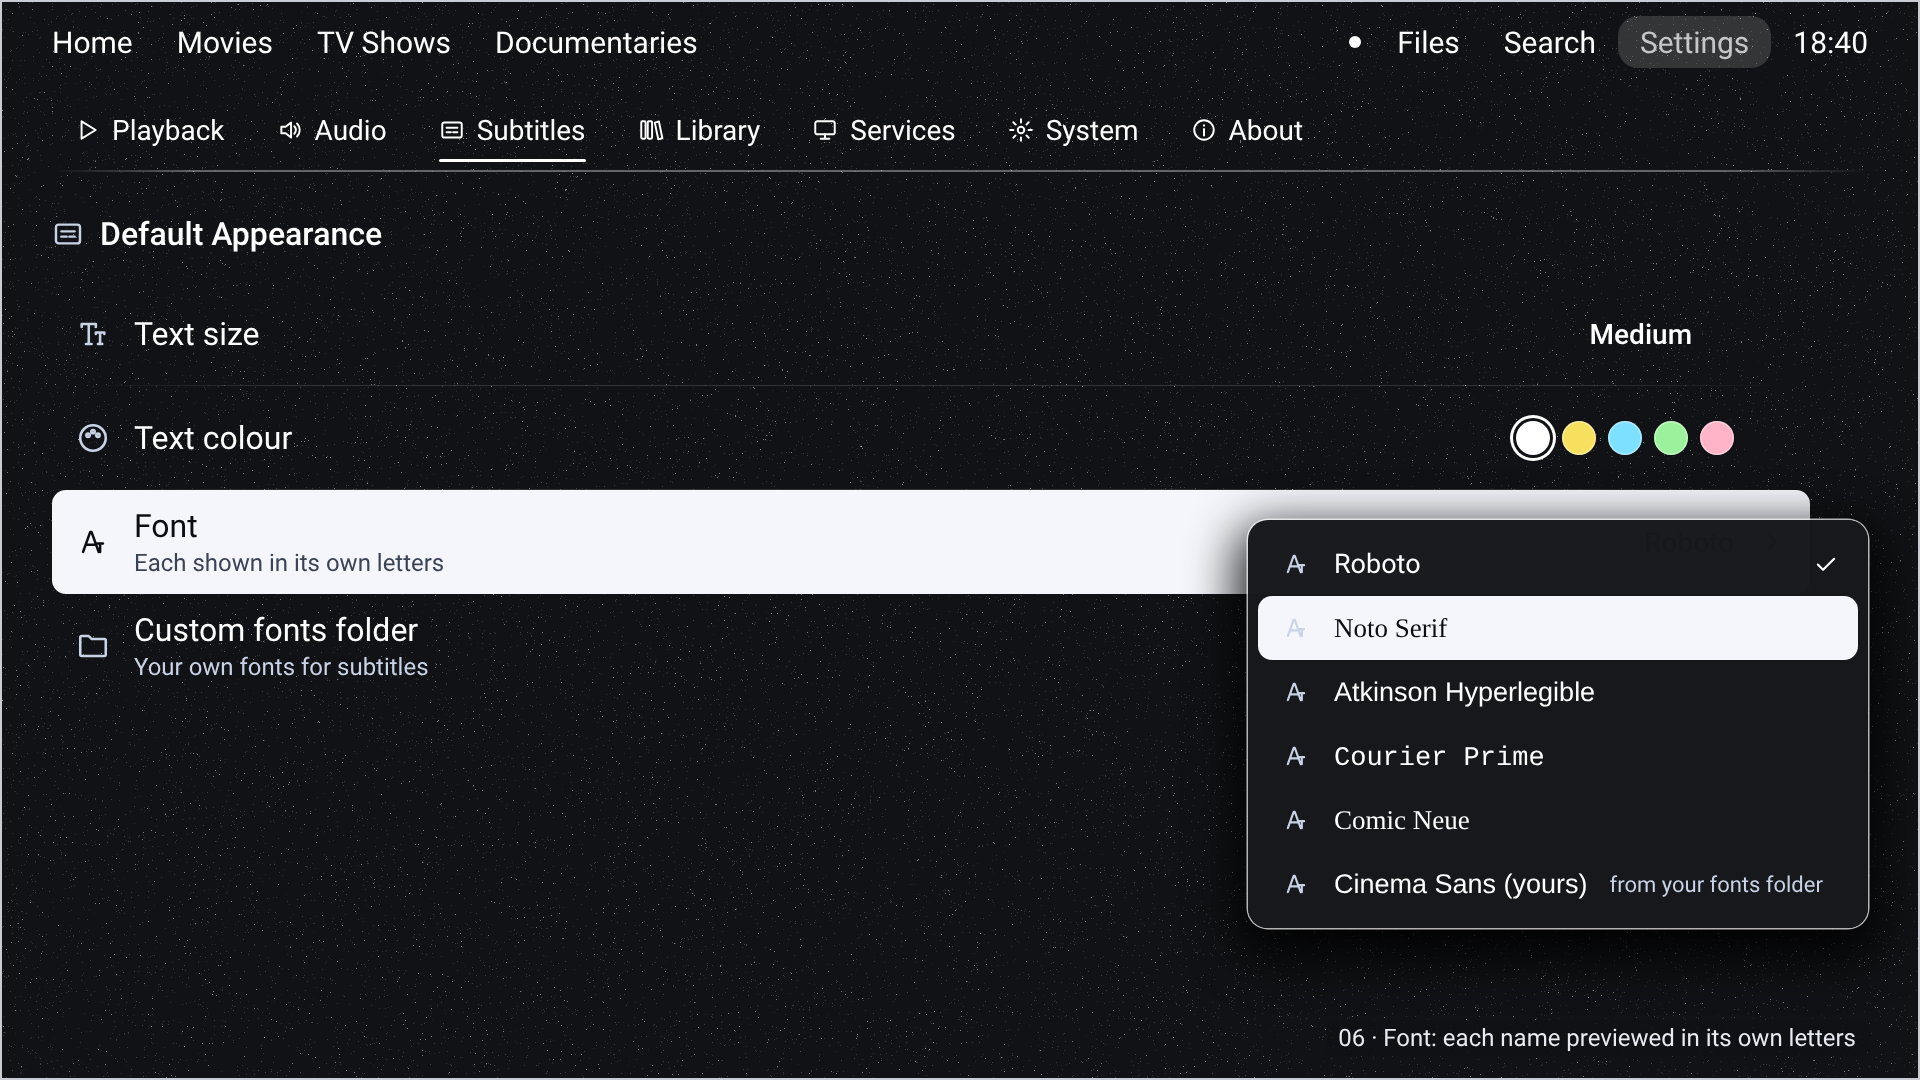 Home Movies TV Shows Documentaries Files Search Settings 18:40
Playback Audio Subtitles Library Services System About
Default Appearance
Text size Medium
Text colour
Font
Each shown in its own letters
Roboto
Custom fonts folder
Your own fonts for subtitles
Roboto
Noto Serif
Atkinson Hyperlegible
Courier Prime
Comic Neue
Cinema Sans (yours) from your fonts folder
06 · Font: each name previewed in its own letters